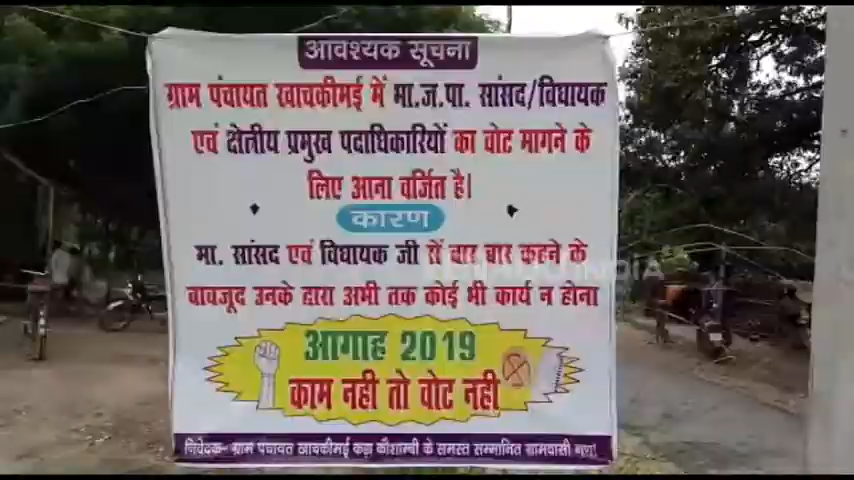 आवश्यक सूचना
ग्राम पंचायत खाचकीमई में भा.ज.पा. सांसद/विधायक
एवं क्षेत्रीय प्रमुख पदाधिकारियों का वोट मागने के
लिए आना वर्जित है।
कारण
मा. सांसद एवं विधायक जी से बार बार कहने के
बावजूद उनके द्वारा अभी तक कोई भी कार्य न होना
आगाह 2019
काम नही तो वोट नही
निवेदक- ग्राम पंचायत खाचकीमई कड़ा कौशाम्बी के समस्त सम्मानित ग्रामवासी गण।
INDIA